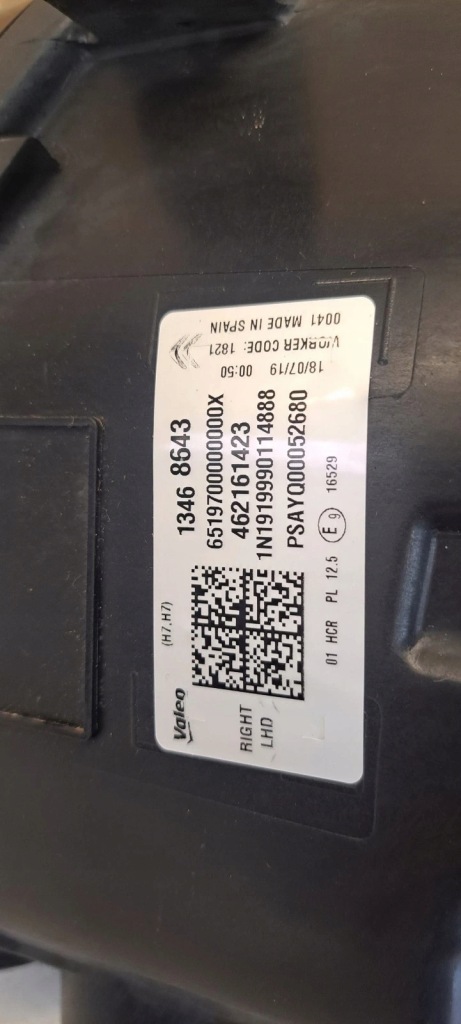 Valeo
(H7,H7)
RIGHT
LHD
1346 8643
6519700000000X
462161423
1N1919990114888
PSAYQ00052680
01 HCR PL 12.5 E 9 16529
18/07/19 00:50
WORKER CODE: 1821
0041 MADE IN SPAIN